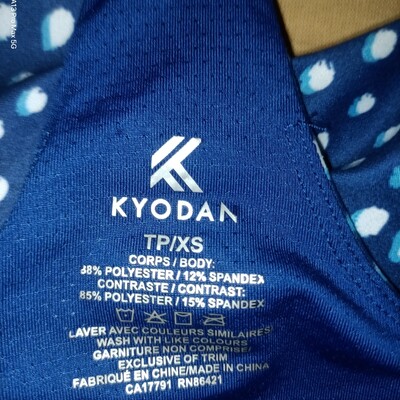 KYODAN
TP/XS
CORPS / BODY:
88% POLYESTER / 12% SPANDEX
CONTRASTE / CONTRAST:
85% POLYESTER / 15% SPANDEX
LAVER AVEC COULEURS SIMILAIRES
WASH WITH LIKE COLOURS
GARNITURE NON COMPRISE/
EXCLUSIVE OF TRIM
FABRIQUÉ EN CHINE/MADE IN CHINA
CA17791 RN86421